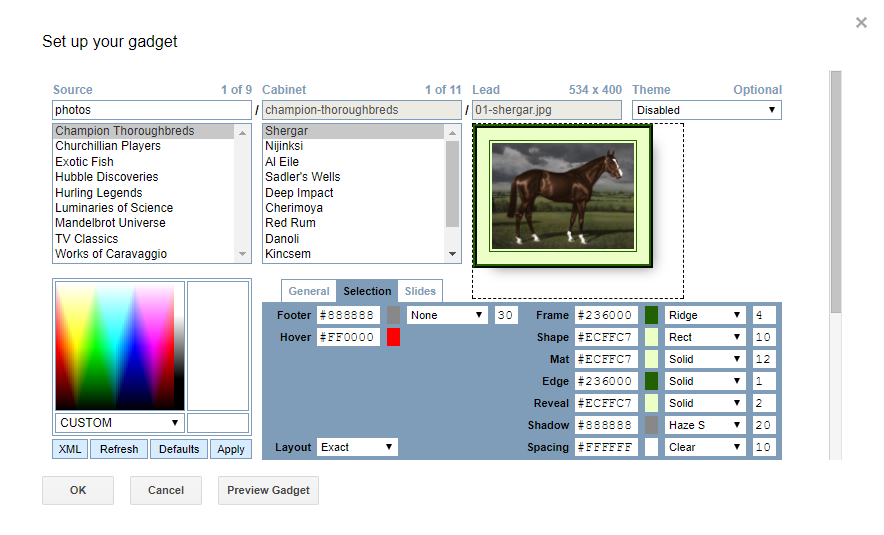 ×
Set up your gadget
Source 1 of 9 Cabinet 1 of 11 Lead 534 x 400 Theme Optional
photos / champion-thoroughbreds / 01-shergar.jpg Disabled
Champion Thoroughbreds
Churchillian Players
Exotic Fish
Hubble Discoveries
Hurling Legends
Luminaries of Science
Mandelbrot Universe
TV Classics
Works of Caravaggio
Shergar
Nijinksi
Al Eile
Sadler's Wells
Deep Impact
Cherimoya
Red Rum
Danoli
Kincsem
General Selection Slides
Footer #888888 None 30 Frame #236000 Ridge 4
Hover #FF0000 Shape #ECFFC7 Rect 10
Mat #ECFFC7 Solid 12
Edge #236000 Solid 1
Reveal #ECFFC7 Solid 2
Shadow #888888 Haze S 20
Layout Exact Spacing #FFFFFF Clear 10
CUSTOM
XML Refresh Defaults Apply
OK Cancel Preview Gadget